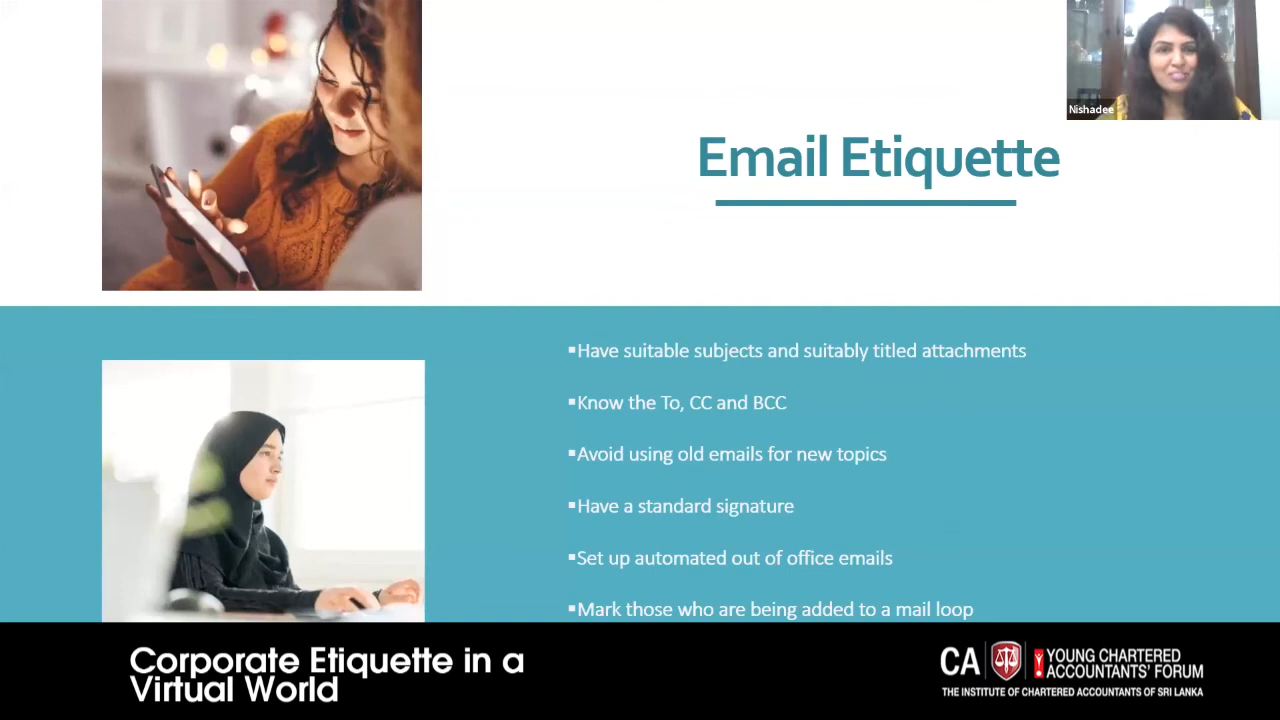 Nishadee
Email Etiquette
▪Have suitable subjects and suitably titled attachments
▪Know the To, CC and BCC
▪Avoid using old emails for new topics
▪Have a standard signature
▪Set up automated out of office emails
▪Mark those who are being added to a mail loop
Corporate Etiquette in a
Virtual World
CA
YOUNG CHARTERED
ACCOUNTANTS' FORUM
THE INSTITUTE OF CHARTERED ACCOUNTANTS OF SRI LANKA